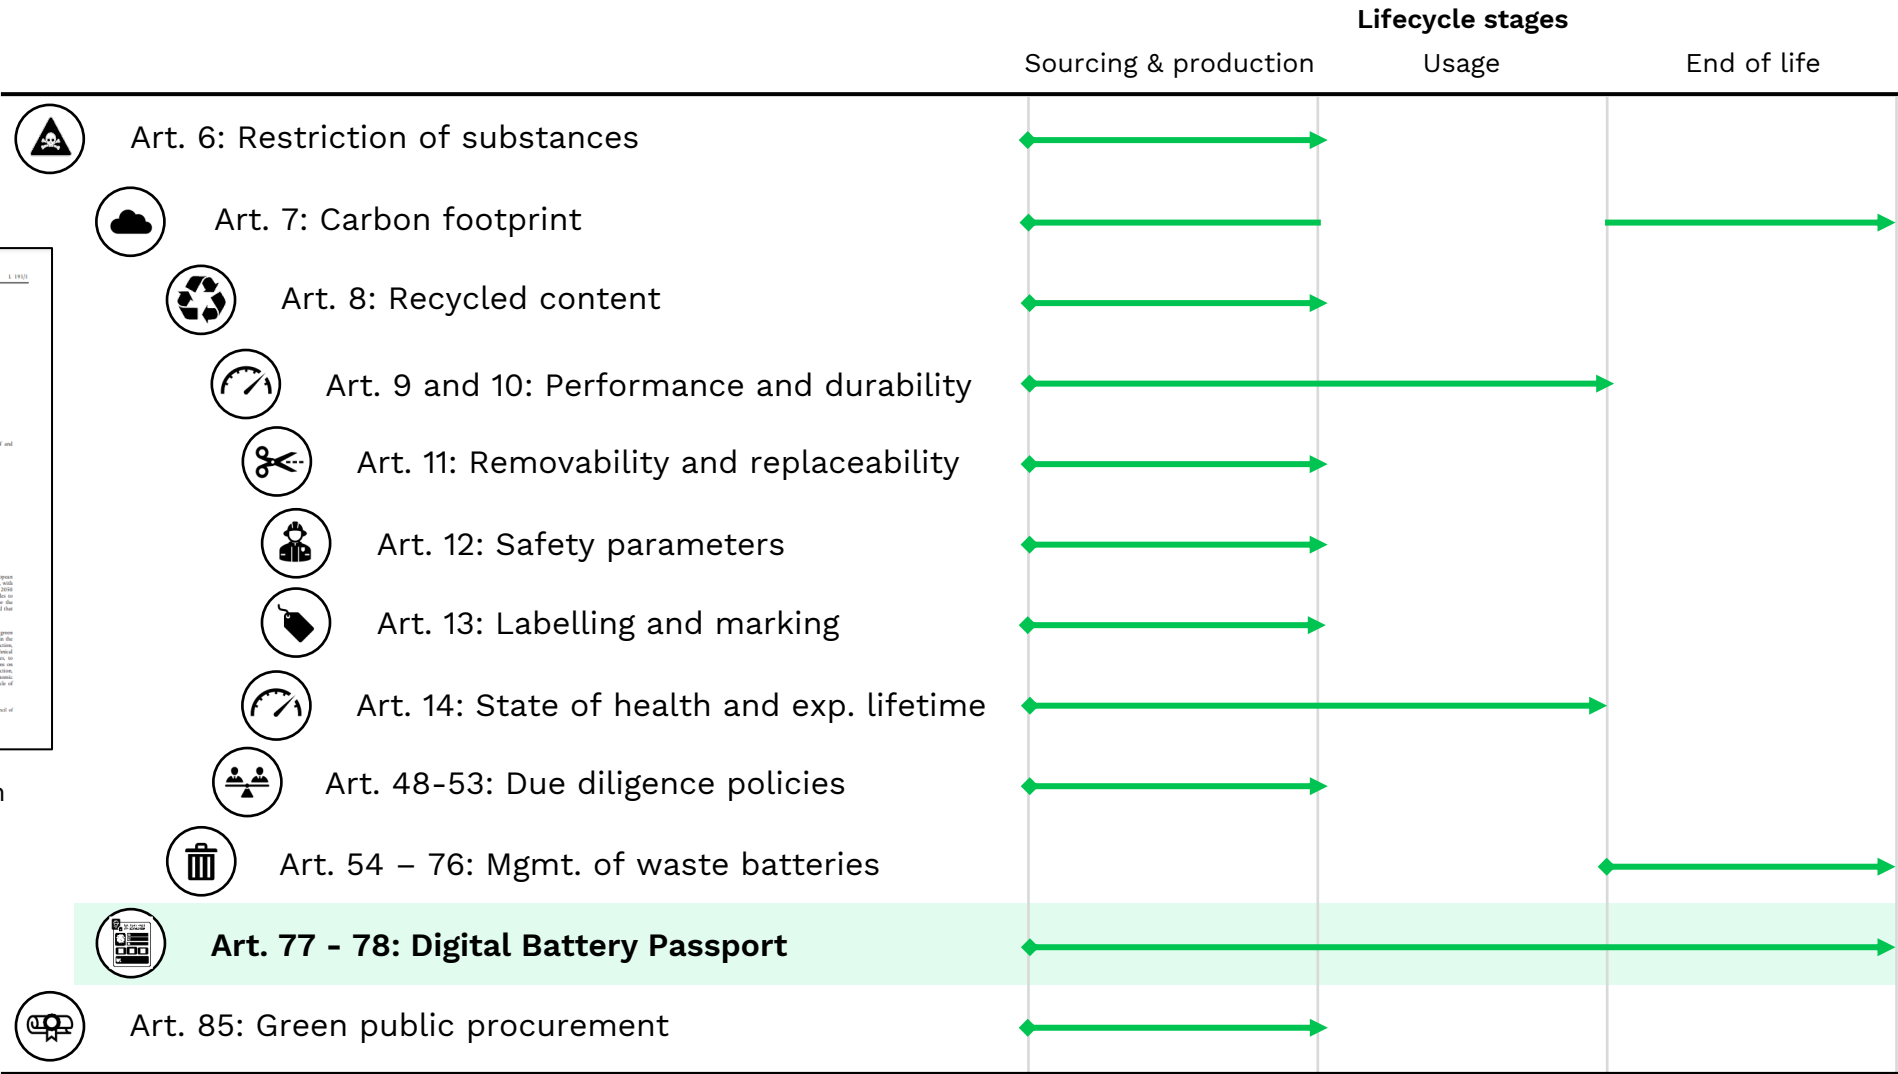 Lifecycle stages
Sourcing & production
Usage
End of life
Art. 6: Restriction of substances
Art. 7: Carbon footprint
L 191/1
Art. 8: Recycled content
Art. 9 and 10: Performance and durability
Art. 11: Removability and replaceability
Art. 12: Safety parameters
Art. 13: Labelling and marking
Art. 14: State of health and exp. lifetime
Art. 48-53: Due diligence policies
Art. 54 – 76: Mgmt. of waste batteries
Art. 77 - 78: Digital Battery Passport
Art. 85: Green public procurement